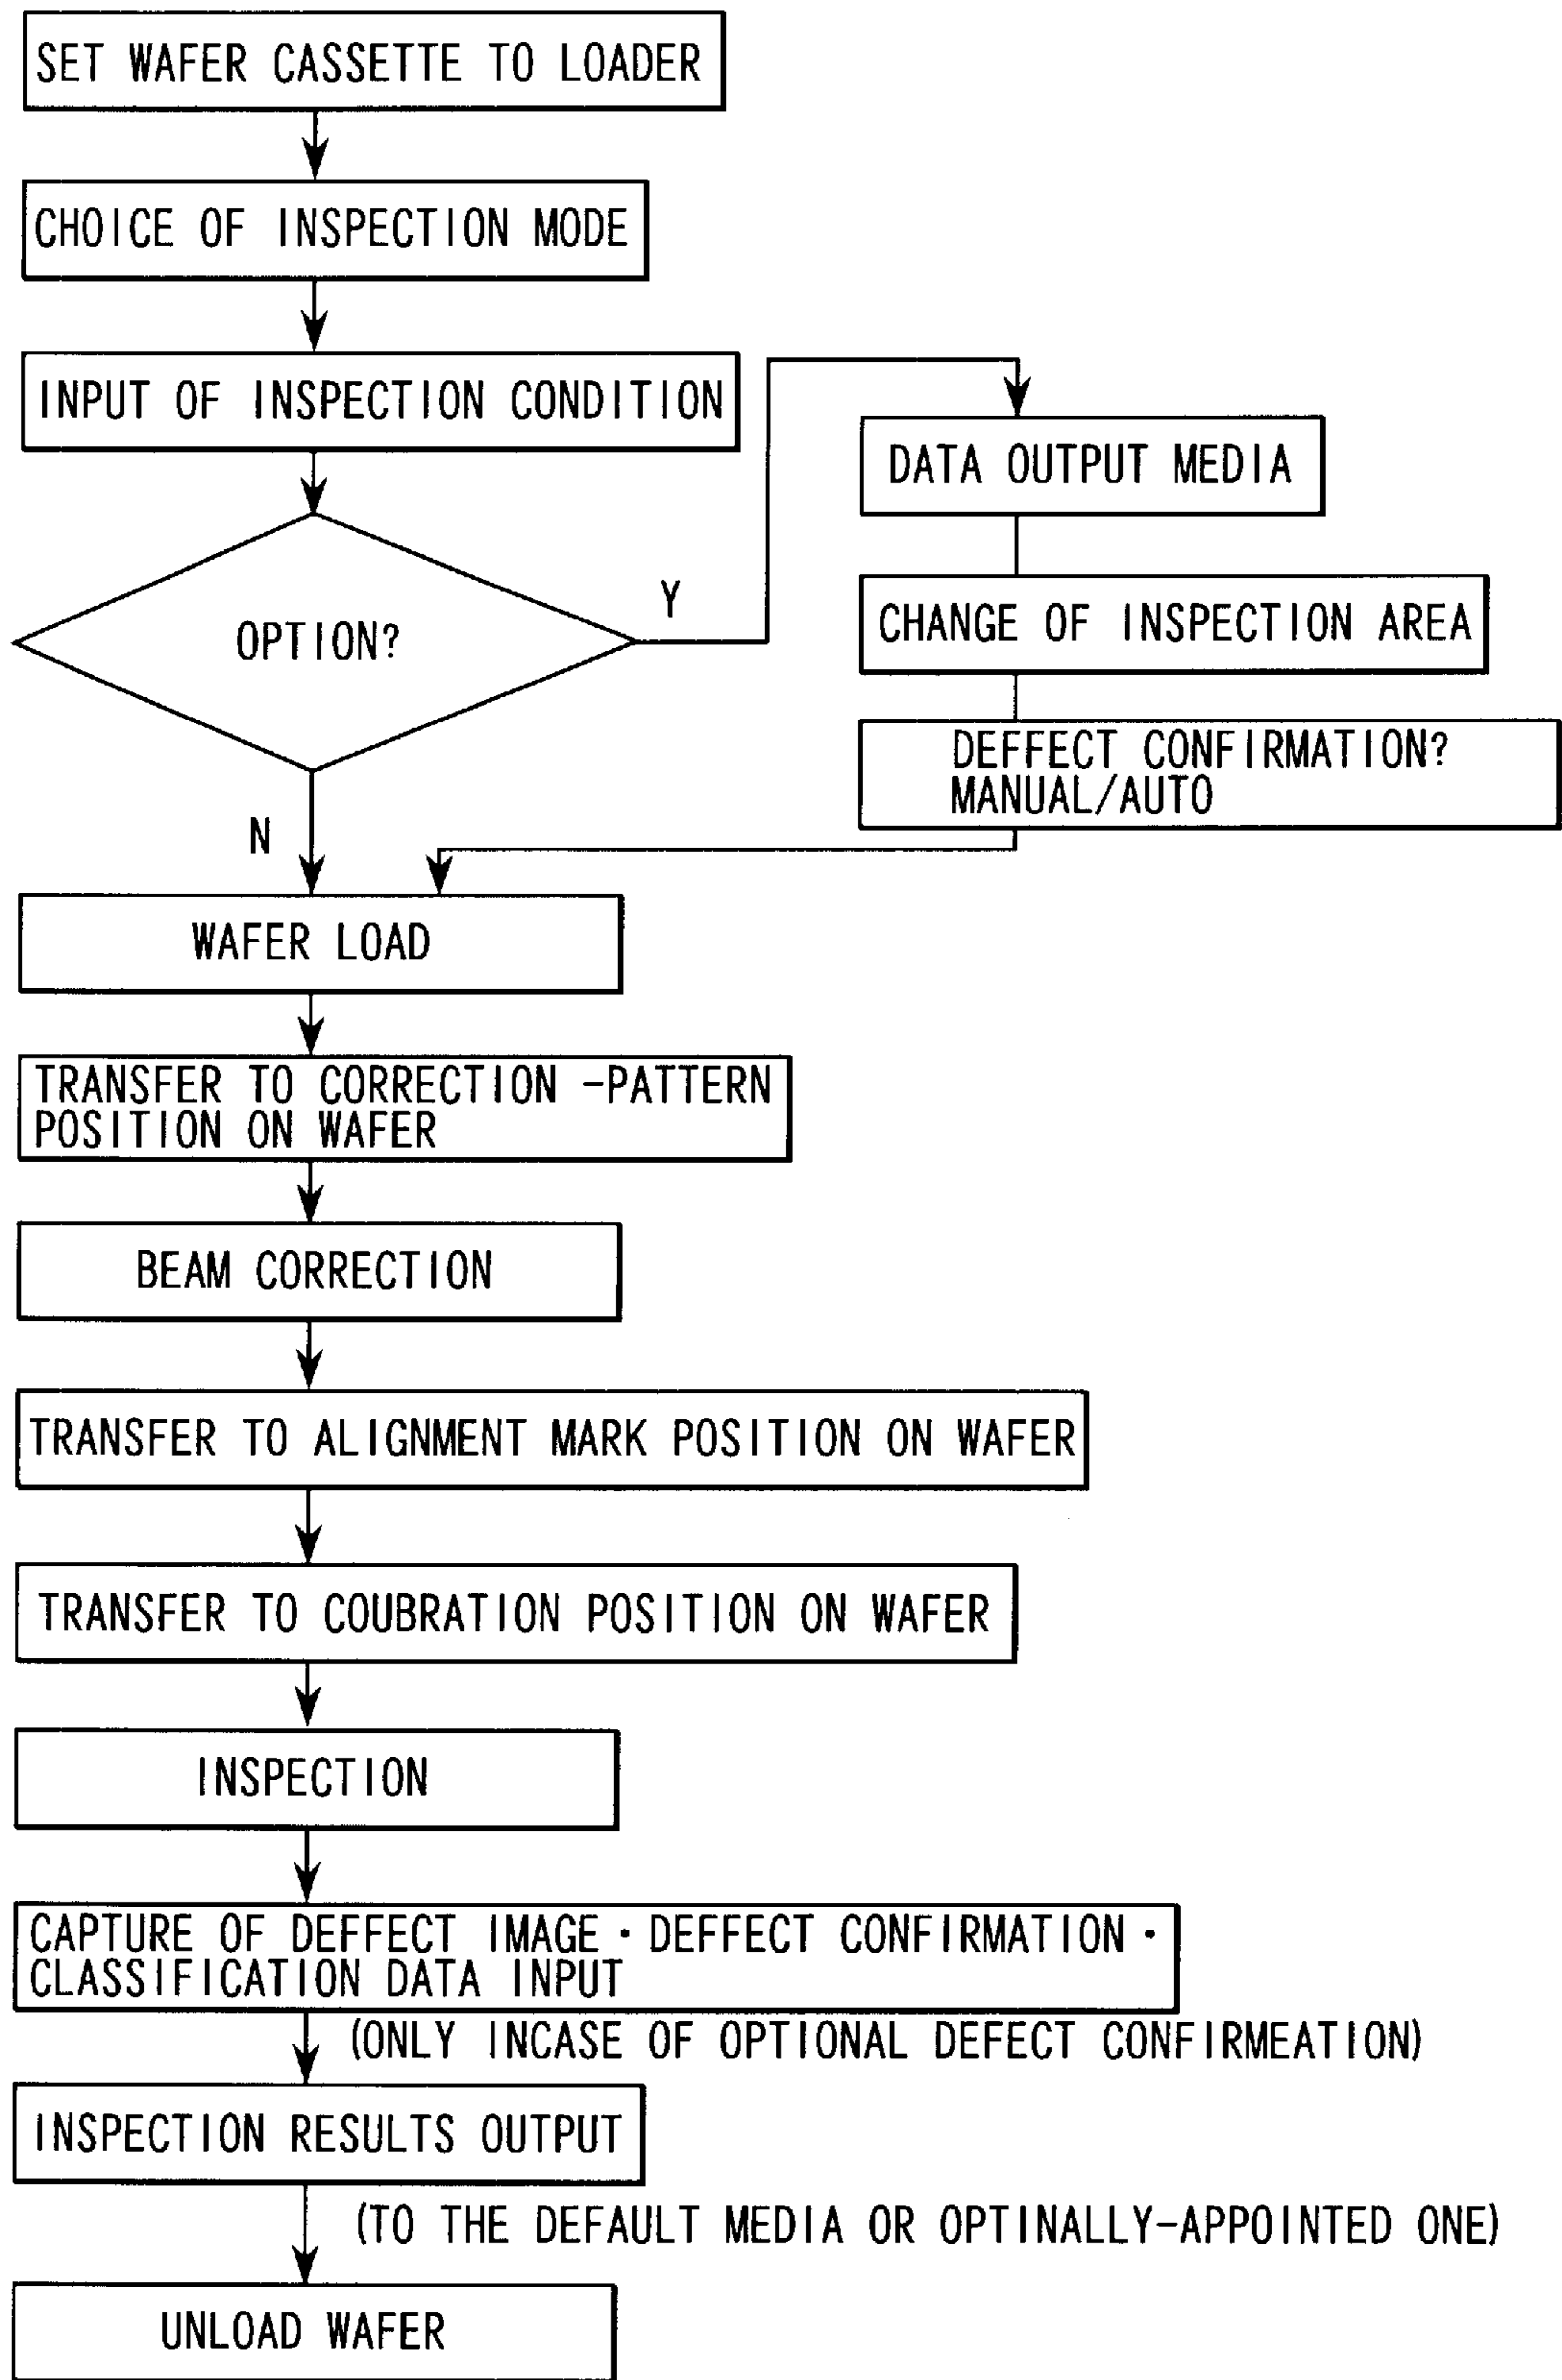 SET WAFER CASSETTE TO LOADER
CHOICE OF INSPECTION MODE
INPUT OF INSPECTION CONDITION
OPTION?
Y
N
DATA OUTPUT MEDIA
CHANGE OF INSPECTION AREA
DEFFECT CONFIRMATION?
MANUAL/AUTO
WAFER LOAD
TRANSFER TO CORRECTION -PATTERN
POSITION ON WAFER
BEAM CORRECTION
TRANSFER TO ALIGNMENT MARK POSITION ON WAFER
TRANSFER TO COUBRATION POSITION ON WAFER
INSPECTION
CAPTURE OF DEFFECT IMAGE・DEFFECT CONFIRMATION・
CLASSIFICATION DATA INPUT
(ONLY INCASE OF OPTIONAL DEFECT CONFIRMEATION)
INSPECTION RESULTS OUTPUT
(TO THE DEFAULT MEDIA OR OPTINALLY-APPOINTED ONE)
UNLOAD WAFER